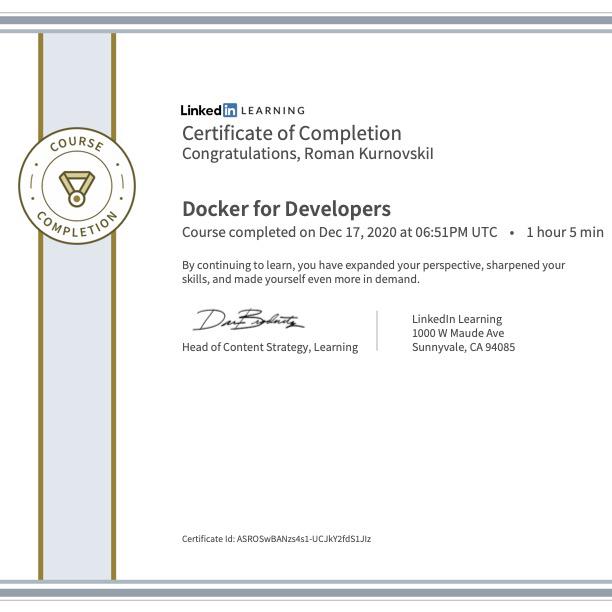 Linked in LEARNING
Certificate of Completion
Congratulations, Roman KurnovskiI
COURSE
COMPLETION
Docker for Developers
Course completed on Dec 17, 2020 at 06:51PM UTC • 1 hour 5 min
By continuing to learn, you have expanded your perspective, sharpened your
skills, and made yourself even more in demand.
Head of Content Strategy, Learning
LinkedIn Learning
1000 W Maude Ave
Sunnyvale, CA 94085
Certificate Id: ASROSwBANzs4s1-UCJkY2fdS1JIz